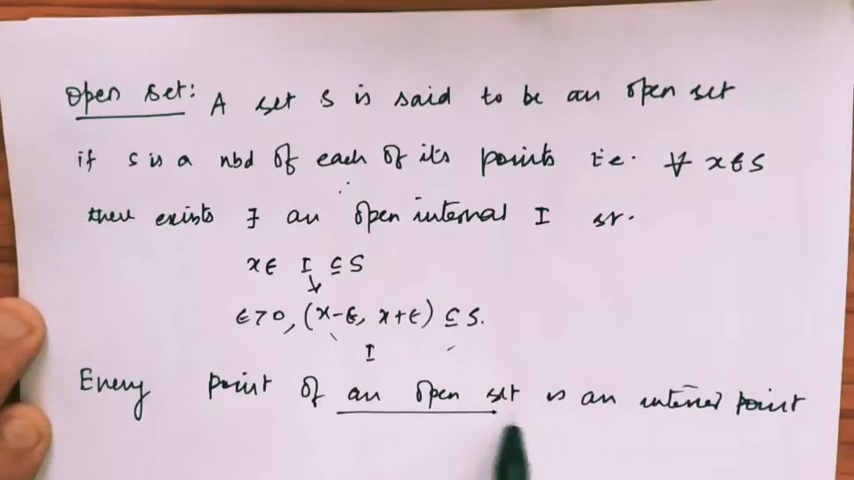 Open set: A set S is said to be an open set
if S is a nbd of each of its points i.e. ∀ x∈S
there exists ∃ an open interval I st.
x∈ I ⊆ S
∈>0, (x-∈, x+∈) ⊆ S.
I
Every point of an open set is an interior point